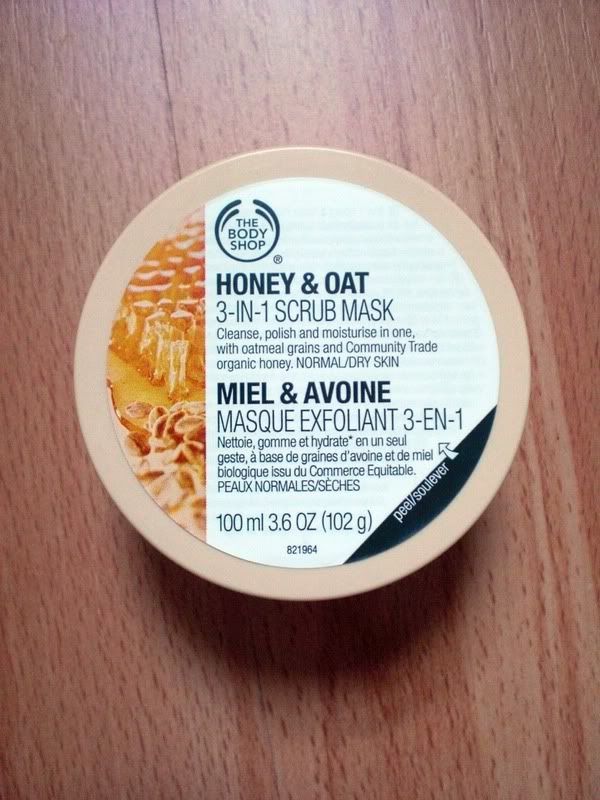 THE
BODY
SHOP
®
HONEY & OAT
3-IN-1 SCRUB MASK
Cleanse, polish and moisturise in one,
with oatmeal grains and Community Trade
organic honey. NORMAL/DRY SKIN
MIEL & AVOINE
MASQUE EXFOLIANT 3-EN-1
Nettoie, gomme et hydrate* en un seul
geste, à base de graines d'avoine et de miel
biologique issu du Commerce Equitable.
PEAUX NORMALES/SÈCHES
peel/soulever
100 ml 3.6 OZ (102 g)
821964